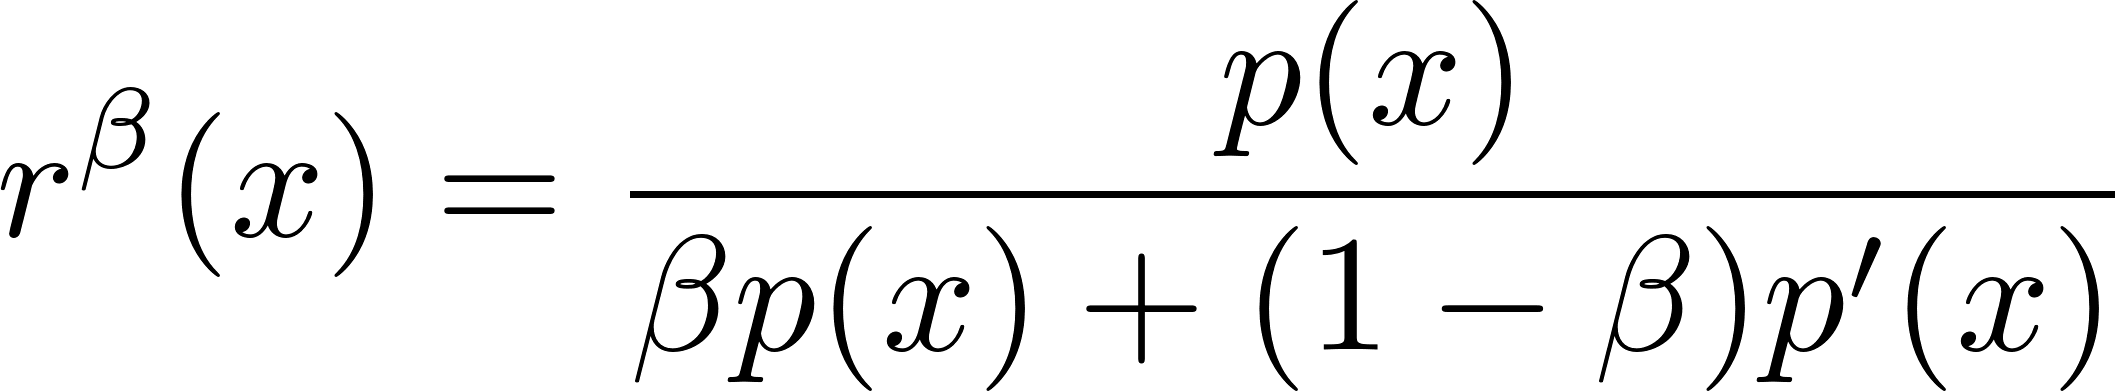 r^β(x) = p(x) / (βp(x) + (1 − β)p′(x))